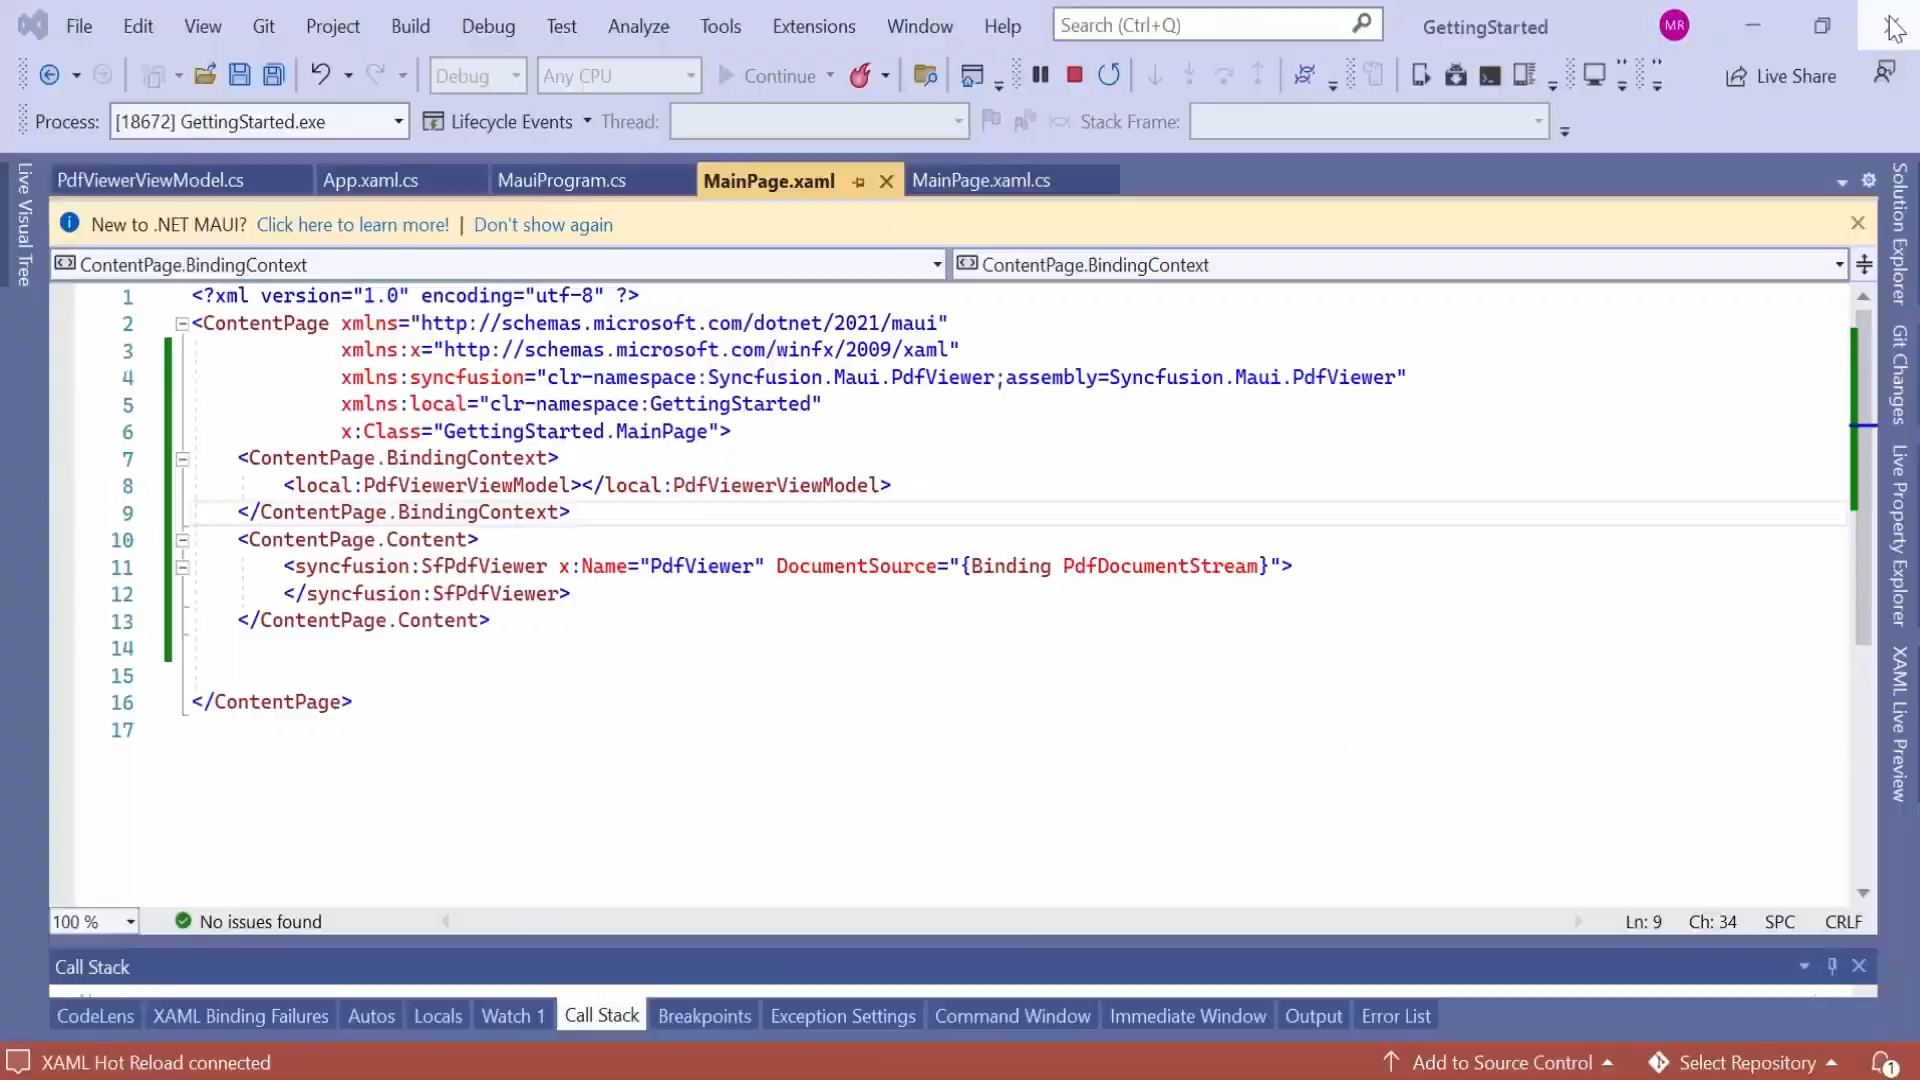 File Edit View Git Project Build Debug Test Analyze Tools Extensions Window Help Search (Ctrl+Q) GettingStarted MR
Debug Any CPU Continue Live Share
Process: [18672] GettingStarted.exe Lifecycle Events Thread: Stack Frame:
PdfViewerViewModel.cs App.xaml.cs MauiProgram.cs MainPage.xaml MainPage.xaml.cs
New to .NET MAUI? Click here to learn more! | Don't show again
ContentPage.BindingContext ContentPage.BindingContext
1 <?xml version="1.0" encoding="utf-8" ?>
2 <ContentPage xmlns="http://schemas.microsoft.com/dotnet/2021/maui"
3 xmlns:x="http://schemas.microsoft.com/winfx/2009/xaml"
4 xmlns:syncfusion="clr-namespace:Syncfusion.Maui.PdfViewer;assembly=Syncfusion.Maui.PdfViewer"
5 xmlns:local="clr-namespace:GettingStarted"
6 x:Class="GettingStarted.MainPage">
7 <ContentPage.BindingContext>
8 <local:PdfViewerViewModel></local:PdfViewerViewModel>
9 </ContentPage.BindingContext>
10 <ContentPage.Content>
11 <syncfusion:SfPdfViewer x:Name="PdfViewer" DocumentSource="{Binding PdfDocumentStream}">
12 </syncfusion:SfPdfViewer>
13 </ContentPage.Content>
14
15
16 </ContentPage>
17
100 % No issues found Ln: 9 Ch: 34 SPC CRLF
Call Stack
CodeLens XAML Binding Failures Autos Locals Watch 1 Call Stack Breakpoints Exception Settings Command Window Immediate Window Output Error List
XAML Hot Reload connected Add to Source Control Select Repository 1
Live Visual Tree
Solution Explorer
Git Changes
Live Property Explorer
XAML Live Preview